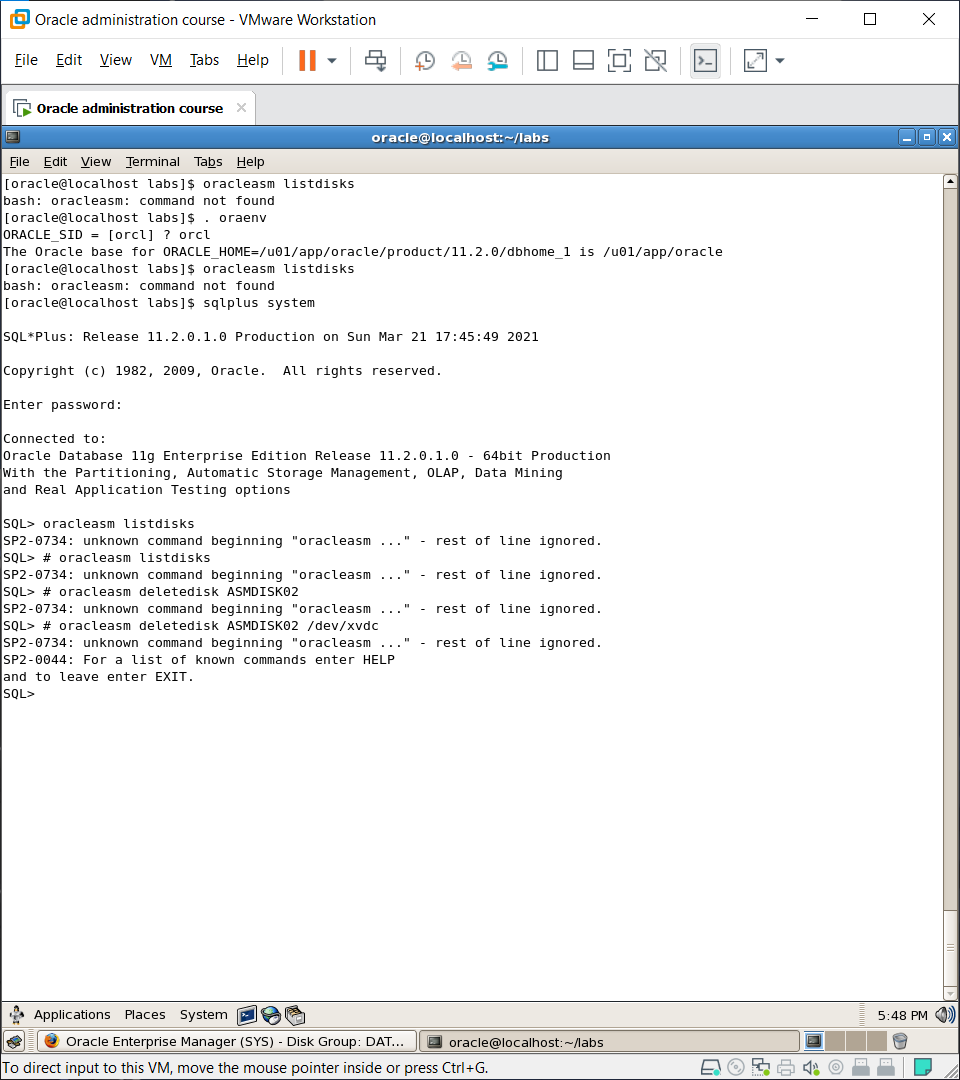 Oracle administration course - VMware Workstation
File Edit View VM Tabs Help
Oracle administration course
oracle@localhost:~/labs
File Edit View Terminal Tabs Help
[oracle@localhost labs]$ oracleasm listdisks
bash: oracleasm: command not found
[oracle@localhost labs]$ . oraenv
ORACLE_SID = [orcl] ? orcl
The Oracle base for ORACLE_HOME=/u01/app/oracle/product/11.2.0/dbhome_1 is /u01/app/oracle
[oracle@localhost labs]$ oracleasm listdisks
bash: oracleasm: command not found
[oracle@localhost labs]$ sqlplus system
SQL*Plus: Release 11.2.0.1.0 Production on Sun Mar 21 17:45:49 2021
Copyright (c) 1982, 2009, Oracle.  All rights reserved.
Enter password:
Connected to:
Oracle Database 11g Enterprise Edition Release 11.2.0.1.0 - 64bit Production
With the Partitioning, Automatic Storage Management, OLAP, Data Mining
and Real Application Testing options
SQL> oracleasm listdisks
SP2-0734: unknown command beginning "oracleasm ..." - rest of line ignored.
SQL> # oracleasm listdisks
SP2-0734: unknown command beginning "oracleasm ..." - rest of line ignored.
SQL> # oracleasm deletedisk ASMDISK02
SP2-0734: unknown command beginning "oracleasm ..." - rest of line ignored.
SQL> # oracleasm deletedisk ASMDISK02 /dev/xvdc
SP2-0734: unknown command beginning "oracleasm ..." - rest of line ignored.
SP2-0044: For a list of known commands enter HELP
and to leave enter EXIT.
SQL>
Applications Places System 5:48 PM
Oracle Enterprise Manager (SYS) - Disk Group: DAT... oracle@localhost:~/labs
To direct input to this VM, move the mouse pointer inside or press Ctrl+G.